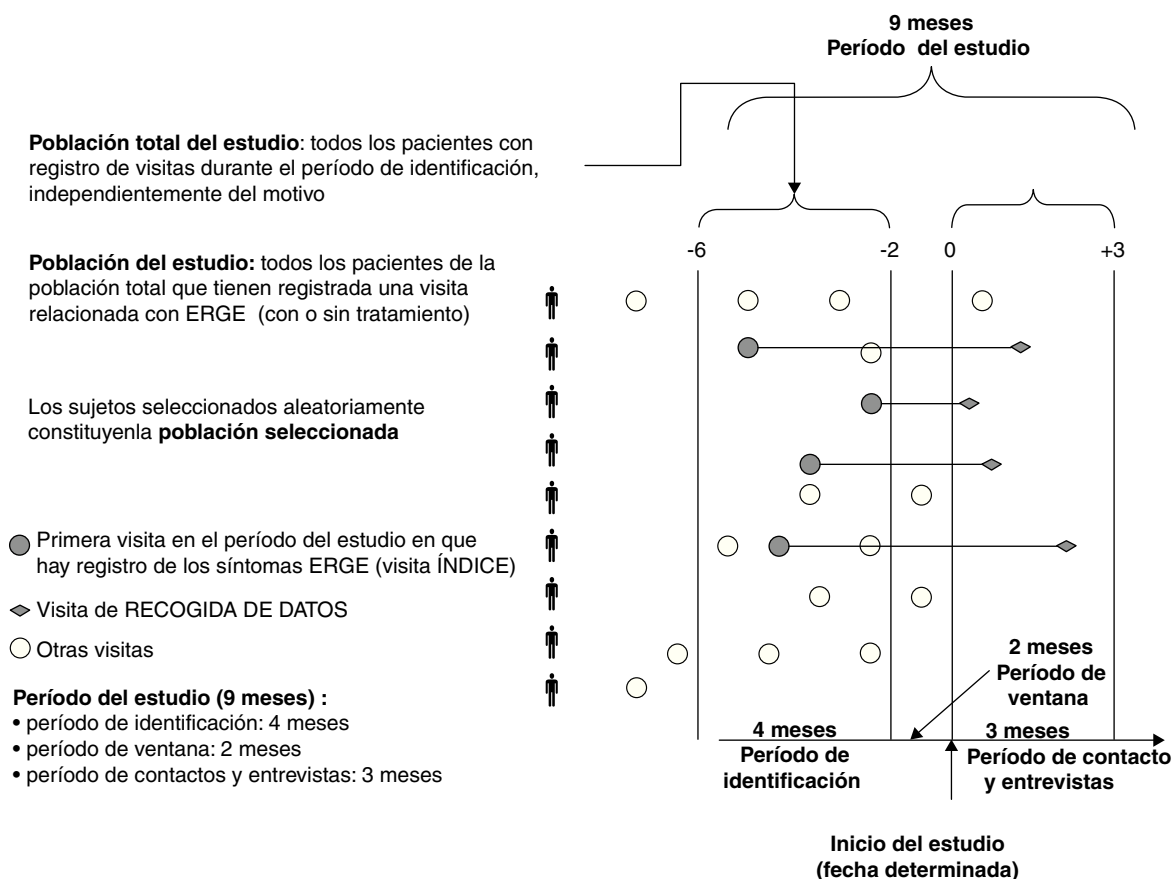 9 meses
Período del estudio
Población total del estudio: todos los pacientes con
registro de visitas durante el período de identificación,
independientemente del motivo
-6
-2
0
+3
Población del estudio: todos los pacientes de la
población total que tienen registrada una visita
relacionada con ERGE (con o sin tratamiento)
Los sujetos seleccionados aleatoriamente
constituyenla población seleccionada
Primera visita en el período del estudio en que
hay registro de los síntomas ERGE (visita ÍNDICE)
Visita de RECOGIDA DE DATOS
Otras visitas
Período del estudio (9 meses) :
• período de identificación: 4 meses
• período de ventana: 2 meses
• período de contactos y entrevistas: 3 meses
2 meses
Período de
ventana
4 meses
Período de
identificación
3 meses
Período de contacto
y entrevistas
Inicio del estudio
(fecha determinada)